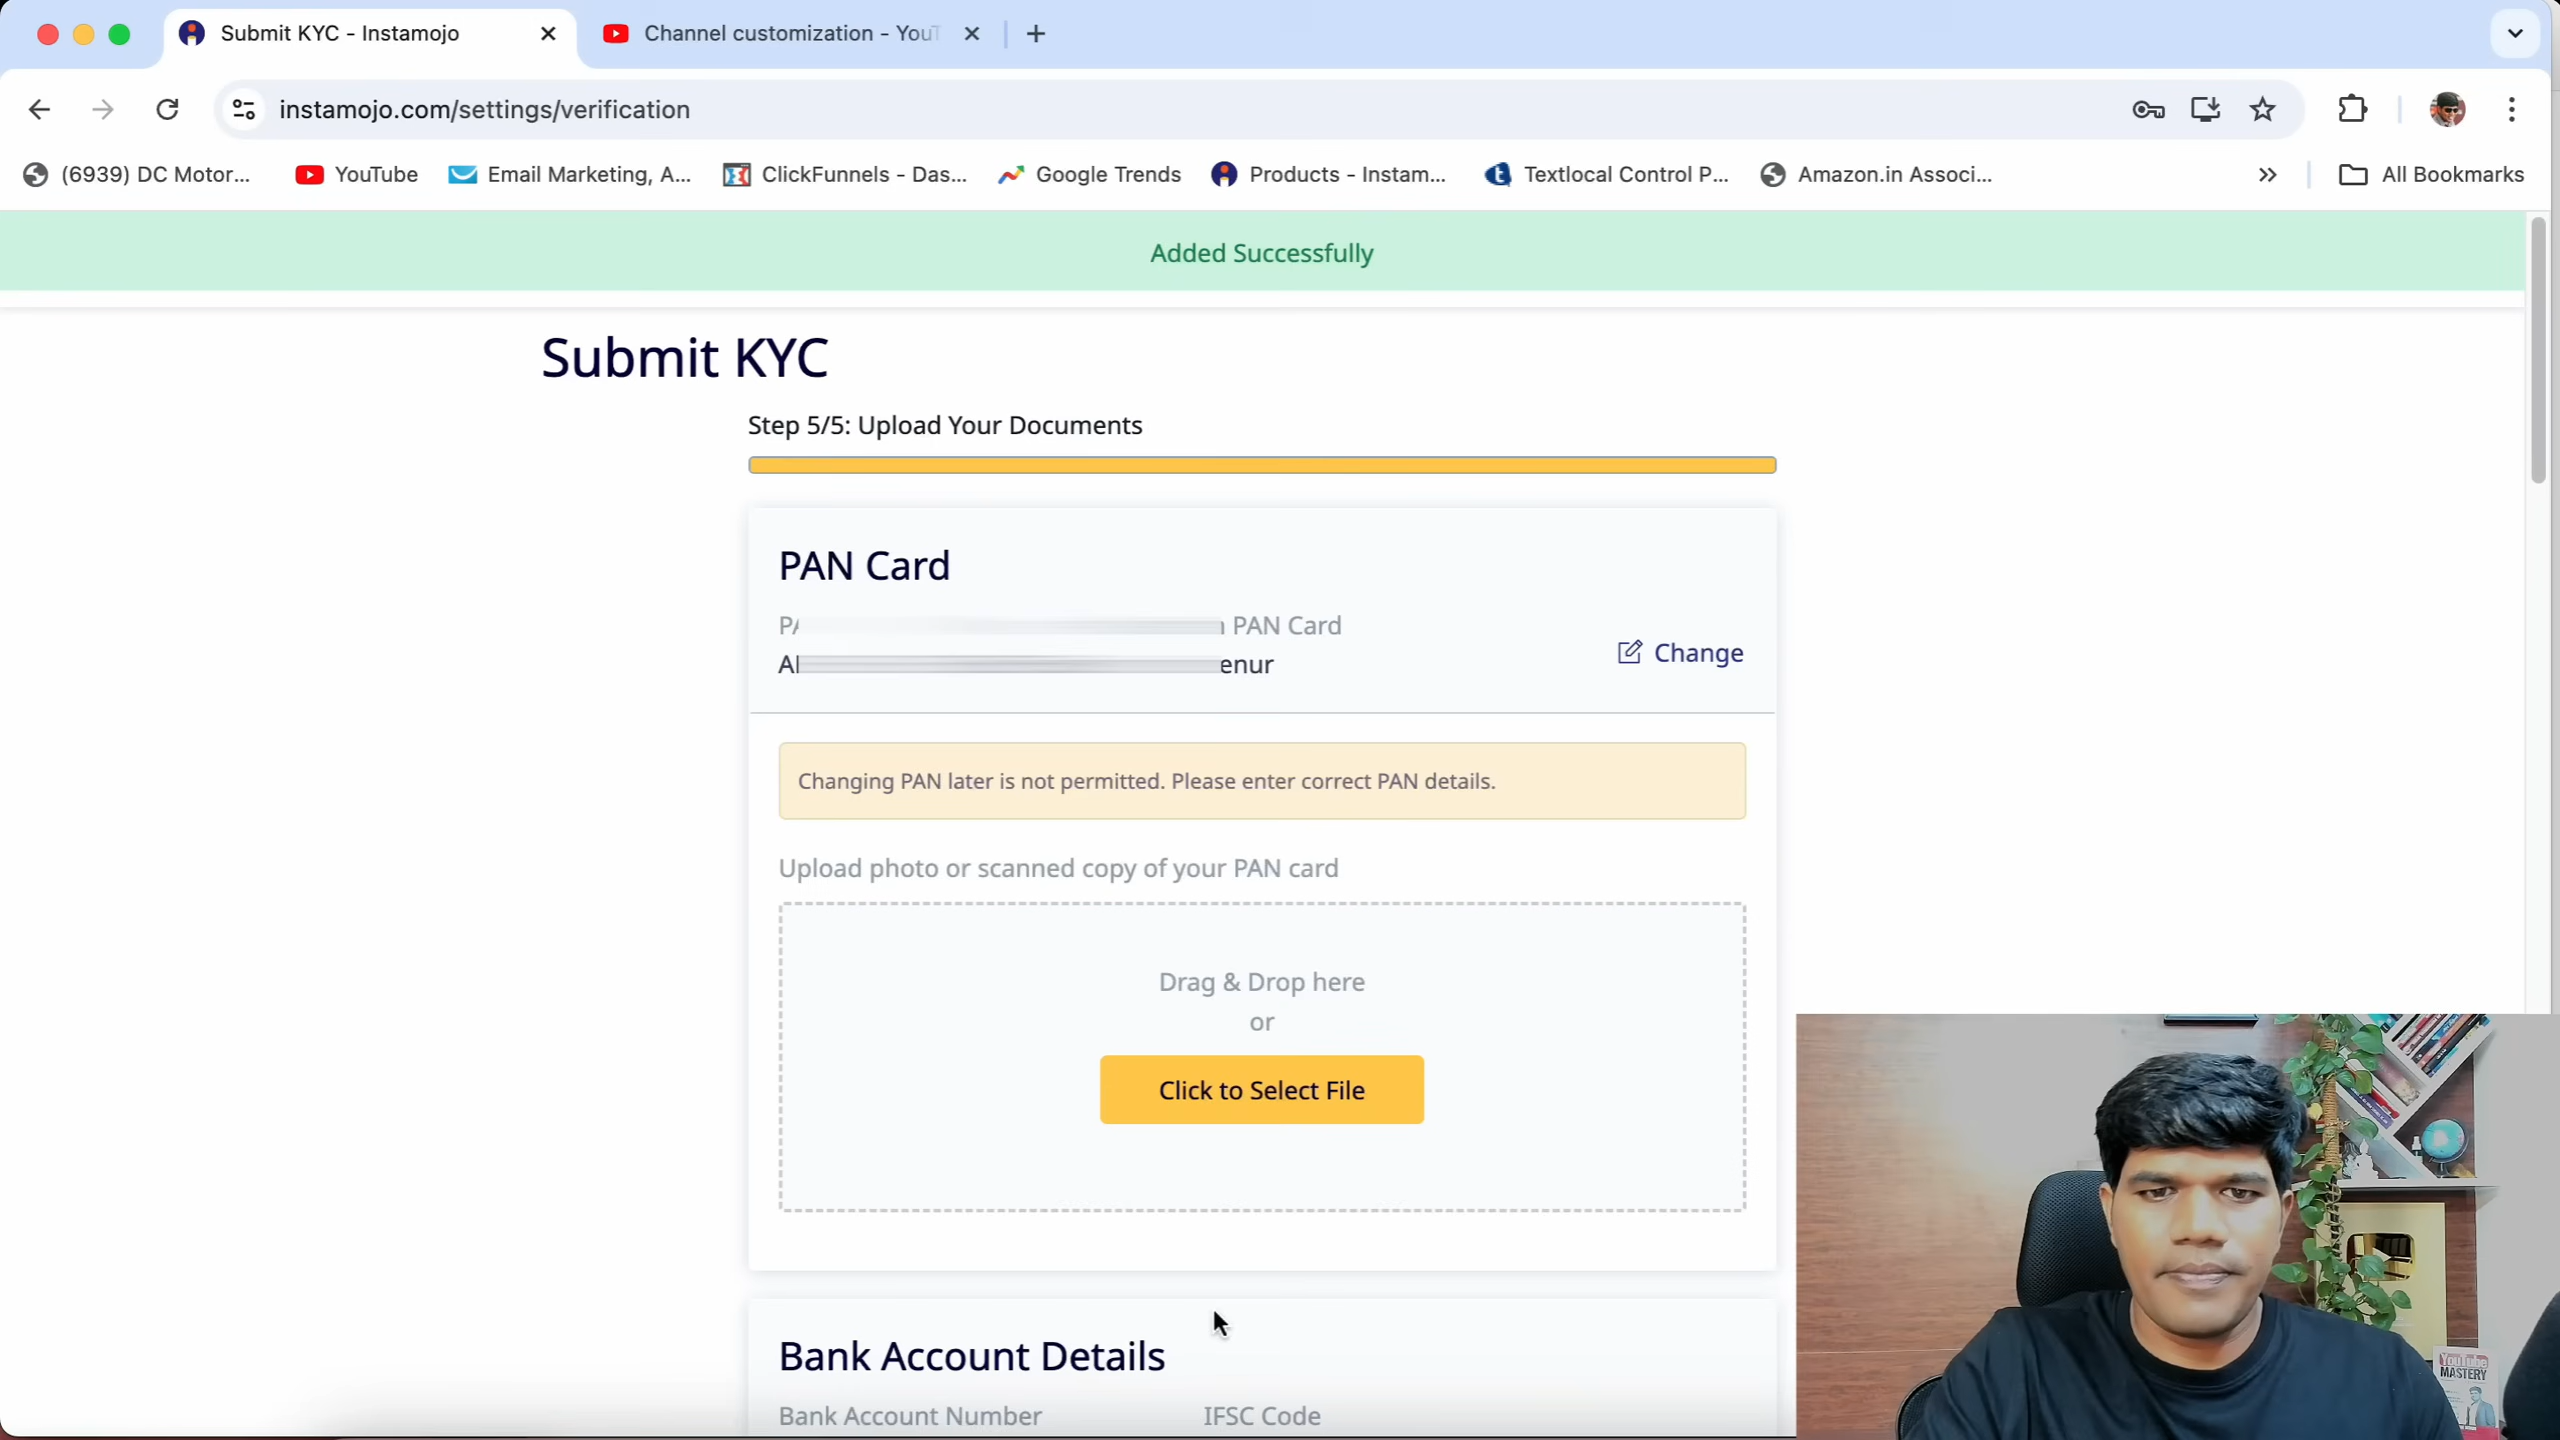 Submit KYC - Instamojo
Channel customization - You
instamojo.com/settings/verification
(6939) DC Motor...
YouTube
Email Marketing, A...
ClickFunnels - Das...
Google Trends
Products - Instam...
Textlocal Control P...
Amazon.in Associ...
All Bookmarks
Added Successfully
Submit KYC
Step 5/5: Upload Your Documents
PAN Card
PAN Card
enur
Change
Changing PAN later is not permitted. Please enter correct PAN details.
Upload photo or scanned copy of your PAN card
Drag & Drop here
or
Click to Select File
Bank Account Details
Bank Account Number
IFSC Code
YouTube
MASTERY